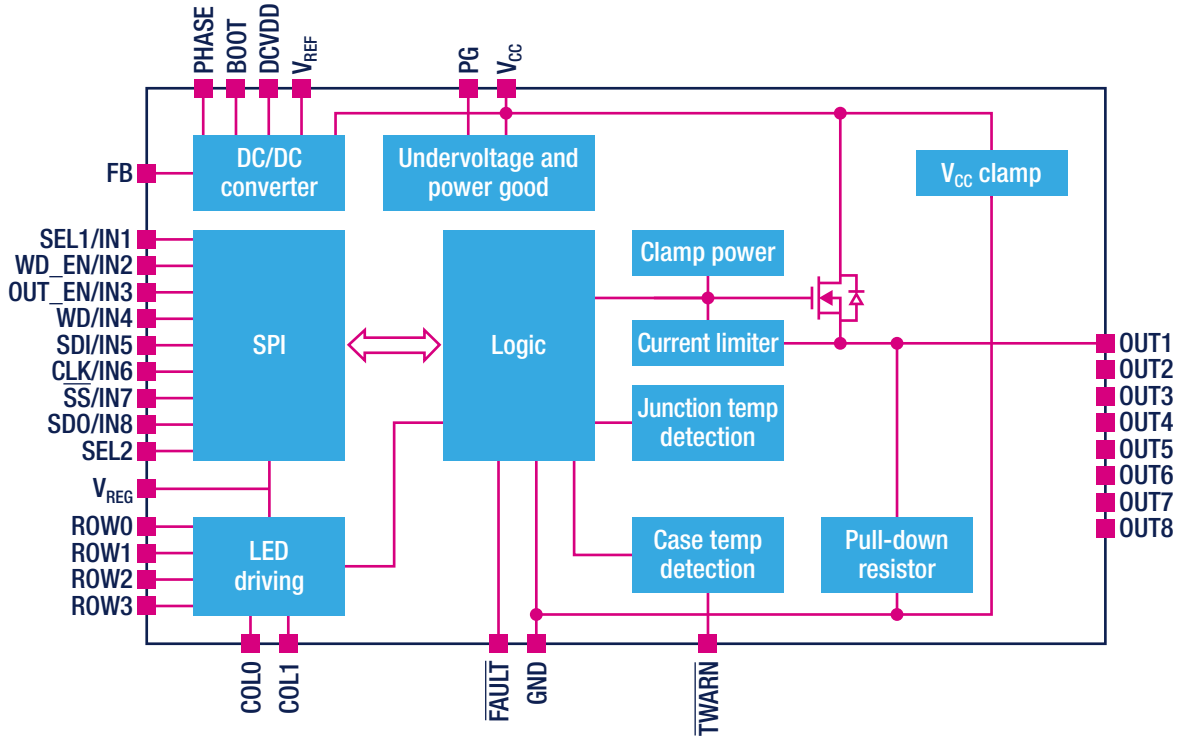 PHASE
BOOT
DCVDD
VREF
PG
VCC
FB
DC/DC
converter
Undervoltage and
power good
VCC clamp
SEL1/IN1
WD_EN/IN2
OUT_EN/IN3
WD/IN4
SDI/IN5
CLK/IN6
SS/IN7
SDO/IN8
SEL2
SPI
Logic
Clamp power
Current limiter
Junction temp
detection
OUT1
OUT2
OUT3
OUT4
OUT5
OUT6
OUT7
OUT8
VREG
ROW0
ROW1
ROW2
ROW3
LED
driving
Case temp
detection
Pull-down
resistor
COL0
COL1
FAULT
GND
TWARN